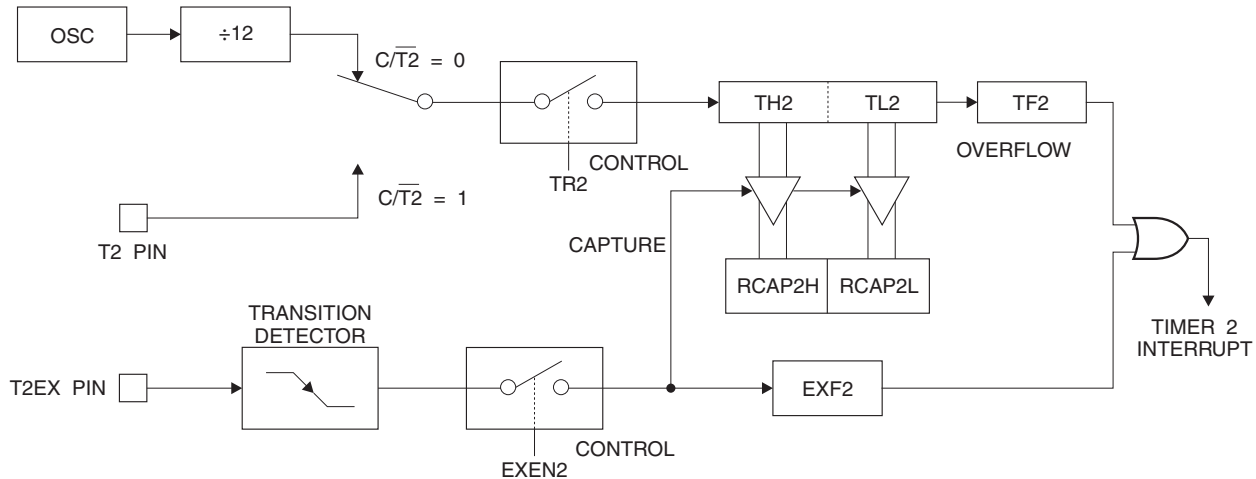 OSC
÷12
C/T2 = 0
TH2
TL2
TF2
OVERFLOW
CONTROL
TR2
C/T2 = 1
T2 PIN
CAPTURE
RCAP2H
RCAP2L
TRANSITION
DETECTOR
TIMER 2
INTERRUPT
T2EX PIN
EXF2
CONTROL
EXEN2